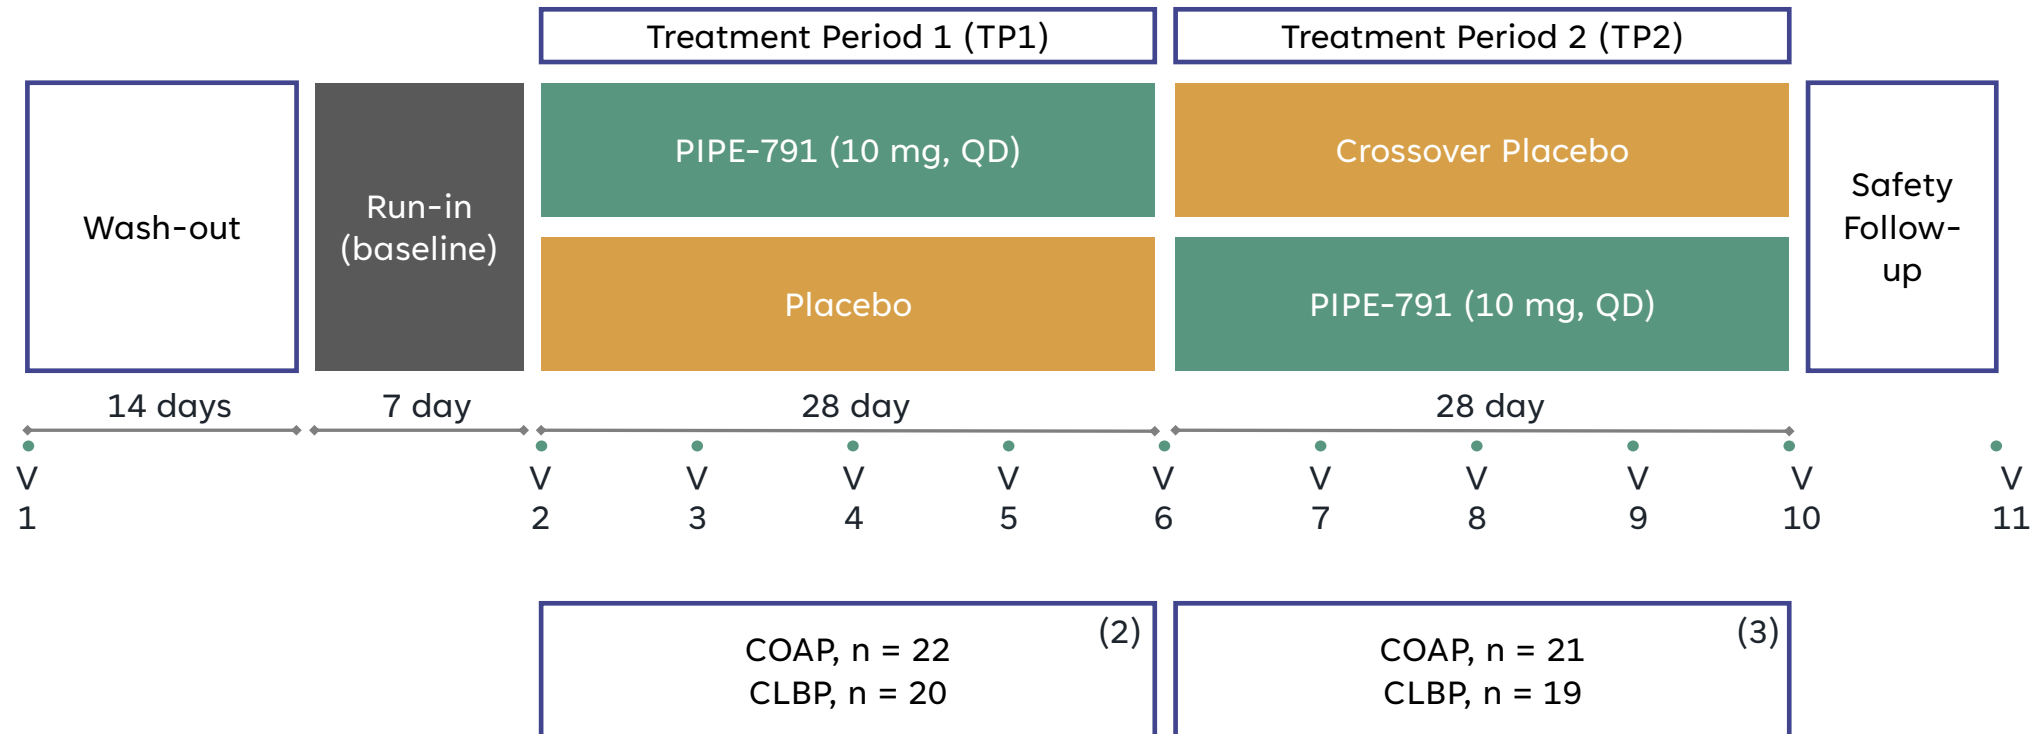 Treatment Period 1 (TP1)
Treatment Period 2 (TP2)
Wash-out
Run-in
(baseline)
PIPE-791 (10 mg, QD)
Placebo
Crossover Placebo
PIPE-791 (10 mg, QD)
Safety
Follow-
up
14 days
7 day
28 day
28 day
V
1
V
2
V
3
V
4
V
5
V
6
V
7
V
8
V
9
V
10
V
11
(2)
COAP, n = 22
CLBP, n = 20
(3)
COAP, n = 21
CLBP, n = 19